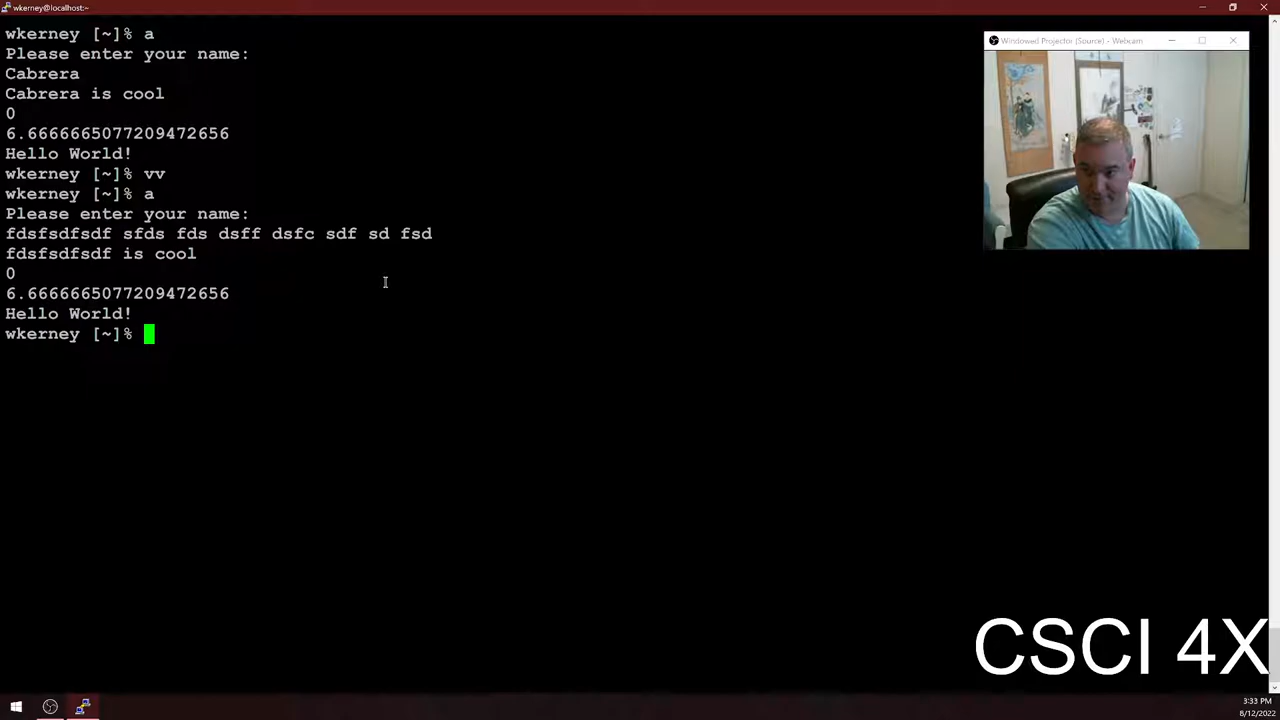 wkerney@localhost:~
wkerney [~]% a
Please enter your name:
Cabrera
Cabrera is cool
0
6.6666665077209472656
Hello World!
wkerney [~]% vv
wkerney [~]% a
Please enter your name:
fdsfsdfsdf sfds fds dsff dsfc sdf sd fsd
fdsfsdfsdf is cool
0
6.6666665077209472656
Hello World!
wkerney [~]%
Windowed Projector (Source) - Webcam
CSCI 4X
3:33 PM
8/12/2022